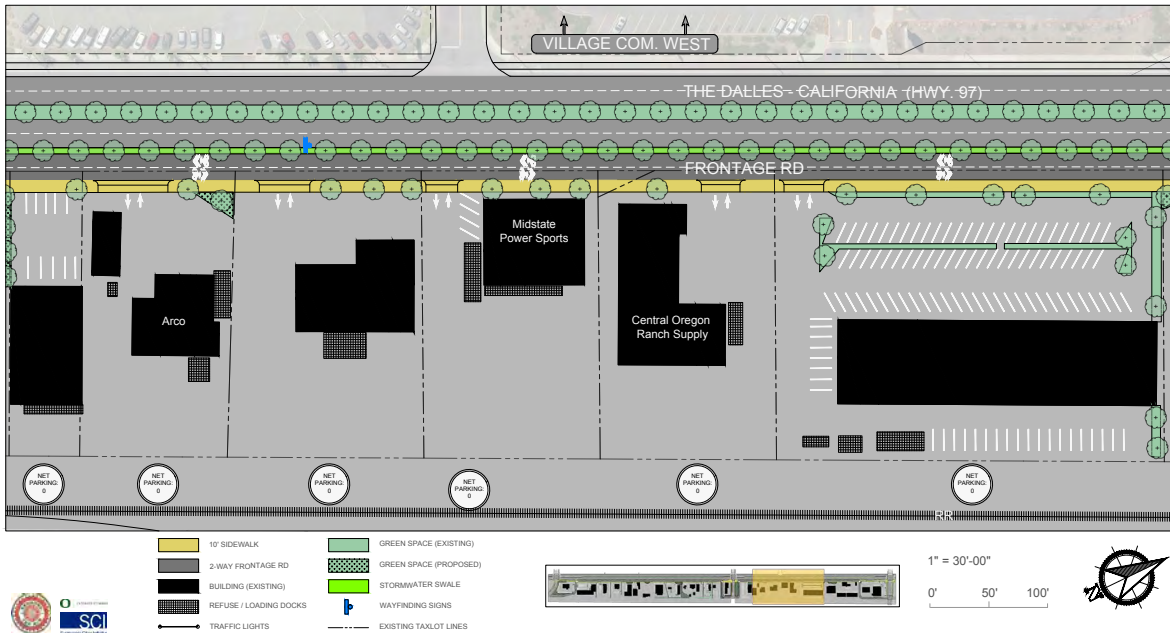 VILLAGE COM. WEST
THE DALLES - CALIFORNIA (HWY. 97)
FRONTAGE RD
Midstate
Power Sports
Arco
Central Oregon
Ranch Supply
NET
PARKING:
0
NET
PARKING:
0
NET
PARKING:
0
NET
PARKING:
0
NET
PARKING:
0
NET
PARKING:
0
RR
10' SIDEWALK
2-WAY FRONTAGE RD
BUILDING (EXISTING)
REFUSE / LOADING DOCKS
TRAFFIC LIGHTS
GREEN SPACE (EXISTING)
GREEN SPACE (PROPOSED)
STORMWATER SWALE
WAYFINDING SIGNS
EXISTING TAXLOT LINES
1" = 30'-00"
0' 50' 100'
O
SCI